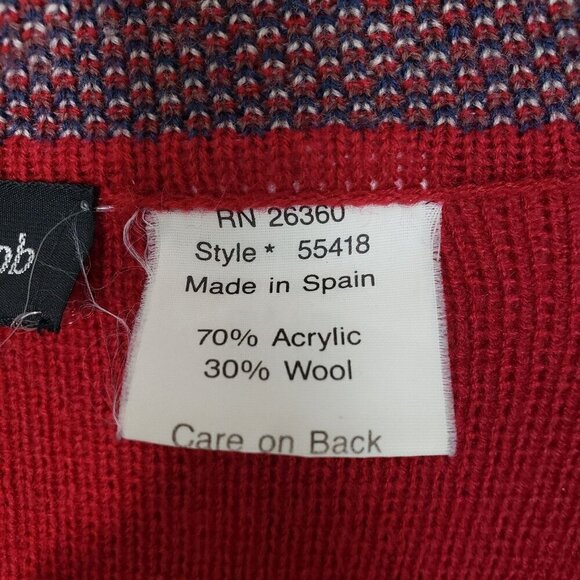 RN 26360
Style * 55418
Made in Spain
70% Acrylic
30% Wool
Care on Back